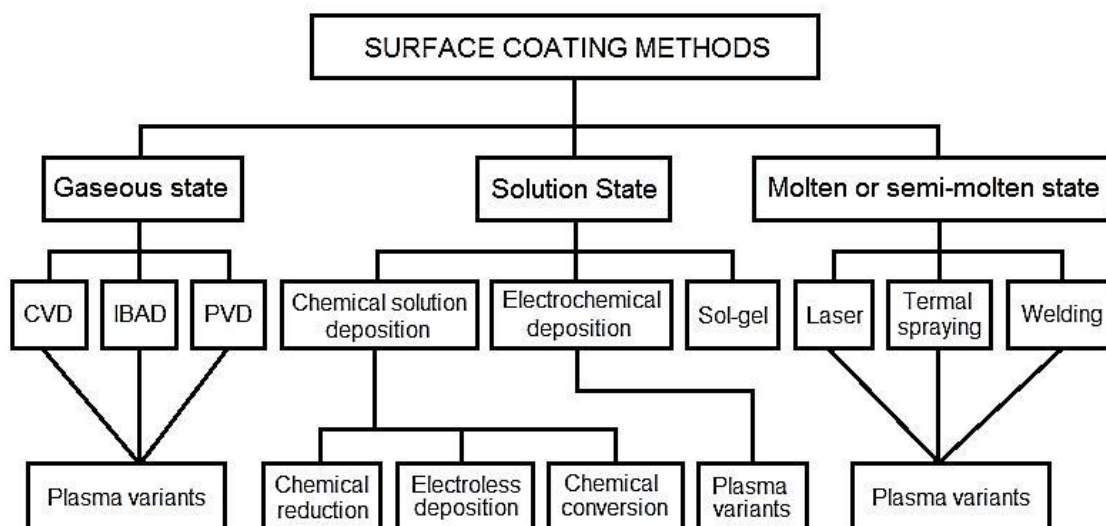 SURFACE COATING METHODS
Gaseous state
Solution State
Molten or semi-molten state
CVD
IBAD
PVD
Chemical solution
deposition
Electrochemical
deposition
Sol-gel
Laser
Termal
spraying
Welding
Plasma variants
Chemical
reduction
Electroless
deposition
Chemical
conversion
Plasma
variants
Plasma variants